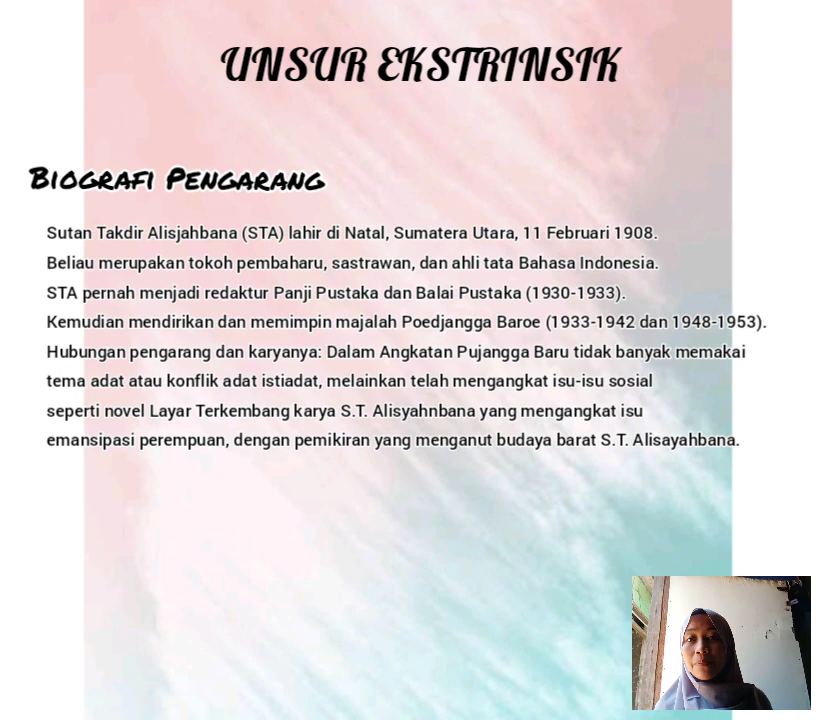 UNSUR EKSTRINSIK
BIOGRAFI PENGARANG
Sutan Takdir Alisjahbana (STA) lahir di Natal, Sumatera Utara, 11 Februari 1908.
Beliau merupakan tokoh pembaharu, sastrawan, dan ahli tata Bahasa Indonesia.
STA pernah menjadi redaktur Panji Pustaka dan Balai Pustaka (1930-1933).
Kemudian mendirikan dan memimpin majalah Poedjangga Baroe (1933-1942 dan 1948-1953).
Hubungan pengarang dan karyanya: Dalam Angkatan Pujangga Baru tidak banyak memakai
tema adat atau konflik adat istiadat, melainkan telah mengangkat isu-isu sosial
seperti novel Layar Terkembang karya S.T. Alisyahnbana yang mengangkat isu
emansipasi perempuan, dengan pemikiran yang menganut budaya barat S.T. Alisayahbana.